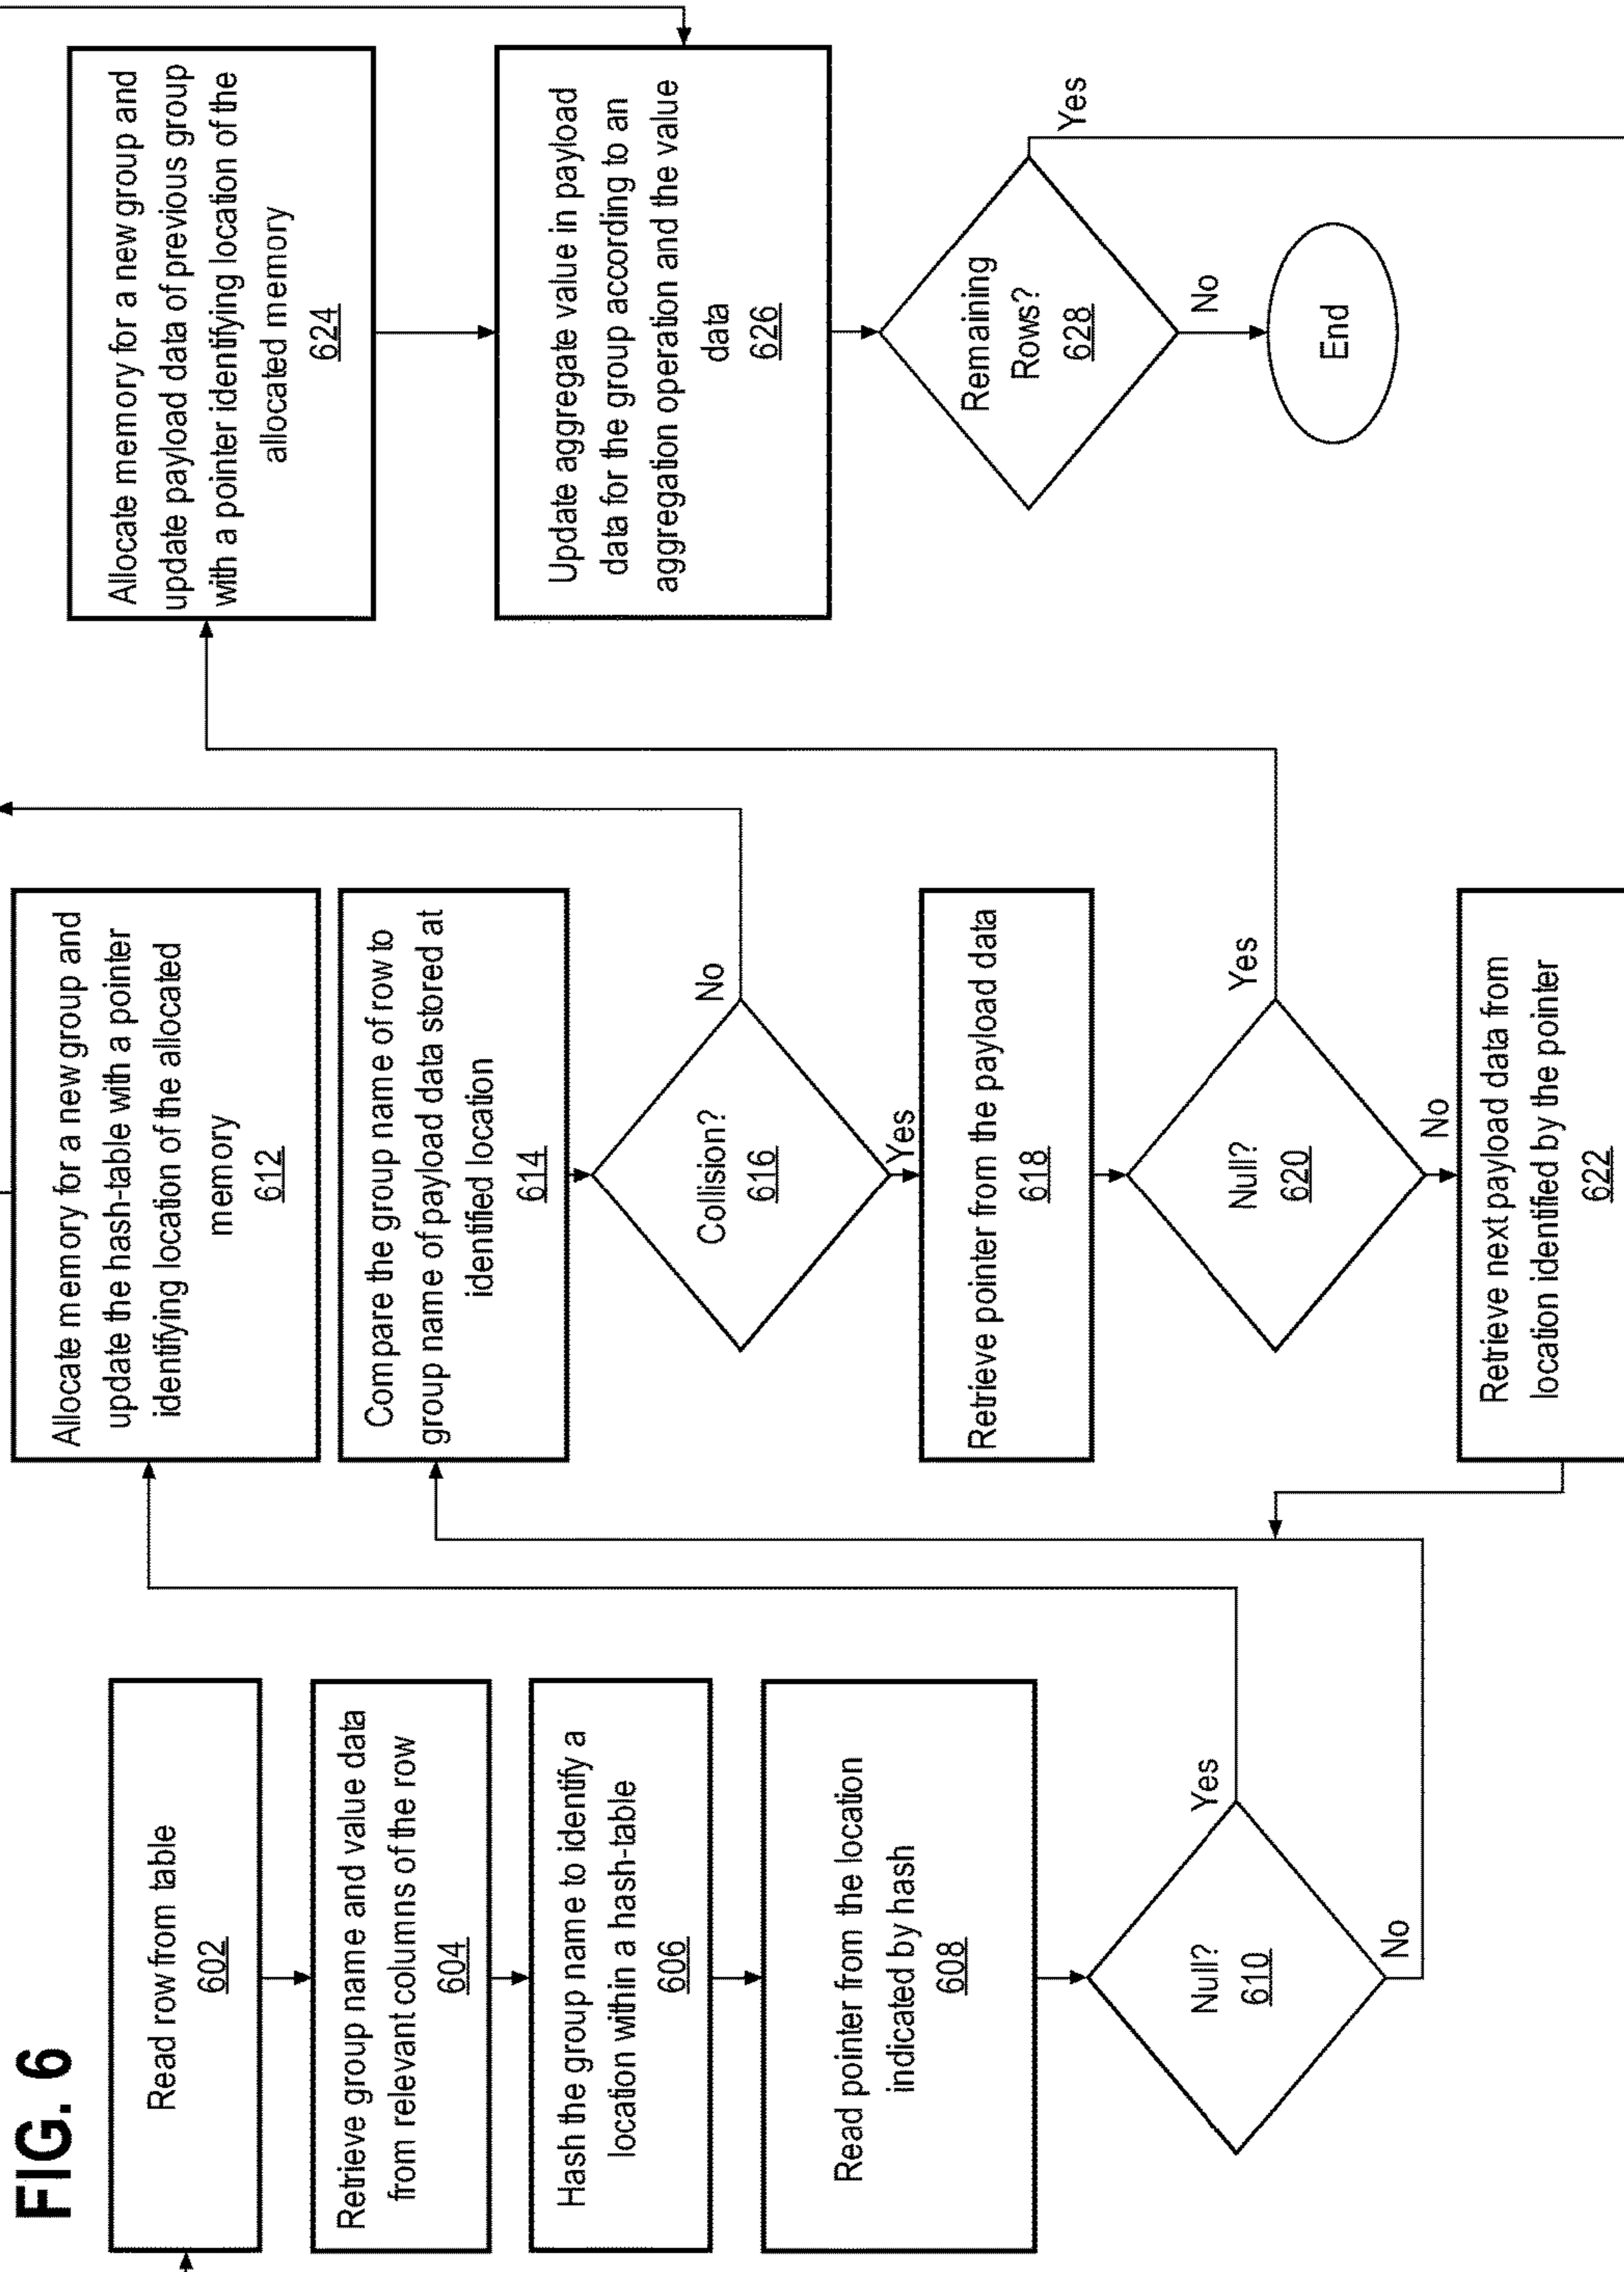 FIG. 6
Read row from table
602
Retrieve group name and value data
from relevant columns of the row
604
Hash the group name to identify a
location within a hash-table
606
Read pointer from the location
indicated by hash
608
Null?
610
Yes
No
Allocate memory for a new group and
update the hash-table with a pointer
identifying location of the allocated
memory
612
Compare the group name of row to
group name of payload data stored at
identified location
614
Collision?
616
No
Yes
Retrieve pointer from the payload data
618
Null?
620
Yes
No
Retrieve next payload data from
location identified by the pointer
622
Allocate memory for a new group and
update payload data of previous group
with a pointer identifying location of the
allocated memory
624
Update aggregate value in payload
data for the group according to an
aggregation operation and the value
data
626
Remaining
Rows?
628
Yes
No
End